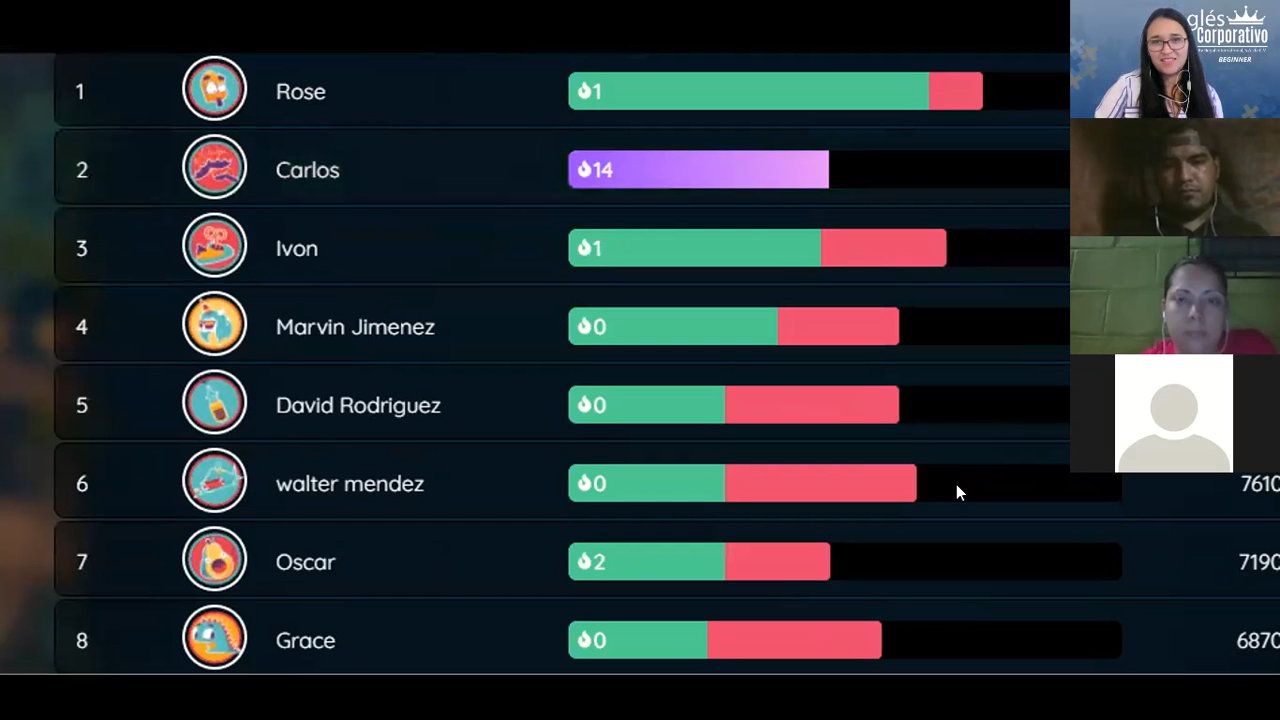 1 Rose 1
2 Carlos 14
3 Ivon 1
4 Marvin Jimenez 0
5 David Rodriguez 0
6 walter mendez 0 7610
7 Oscar 2 7190
8 Grace 0 6870
glés
Corporativo
BEGINNER